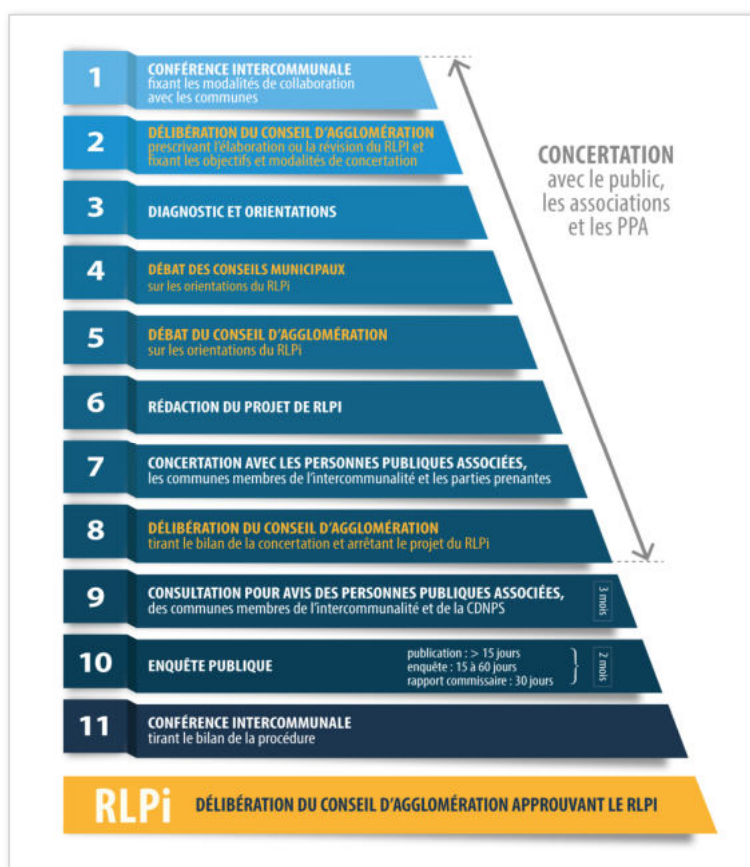 1
CONFÉRENCE INTERCOMMUNALE
fixant les modalités de collaboration
avec les communes
2
DÉLIBÉRATION DU CONSEIL D'AGGLOMÉRATION
prescrivant l'élaboration ou la révision du RLPI et
fixant les objectifs et modalités de concertation
3
DIAGNOSTIC ET ORIENTATIONS
4
DÉBAT DES CONSEILS MUNICIPAUX
sur les orientations du RLPi
5
DÉBAT DU CONSEIL D'AGGLOMÉRATION
sur les orientations du RLPi
6
RÉDACTION DU PROJET DE RLPI
7
CONCERTATION AVEC LES PERSONNES PUBLIQUES ASSOCIÉES,
les communes membres de l'intercommunalité et les parties prenantes
8
DÉLIBÉRATION DU CONSEIL D'AGGLOMÉRATION
tirant le bilan de la concertation et arrêtant le projet du RLPi
CONCERTATION
avec le public,
les associations
et les PPA
9
CONSULTATION POUR AVIS DES PERSONNES PUBLIQUES ASSOCIÉES,
des communes membres de l'intercommunalité et de la CDNPS
3 mois
10
ENQUÊTE PUBLIQUE
publication : > 15 jours
enquête : 15 à 60 jours
rapport commissaire : 30 jours
2 mois
11
CONFÉRENCE INTERCOMMUNALE
tirant le bilan de la procédure
RLPi DÉLIBÉRATION DU CONSEIL D'AGGLOMÉRATION APPROUVANT LE RLPI